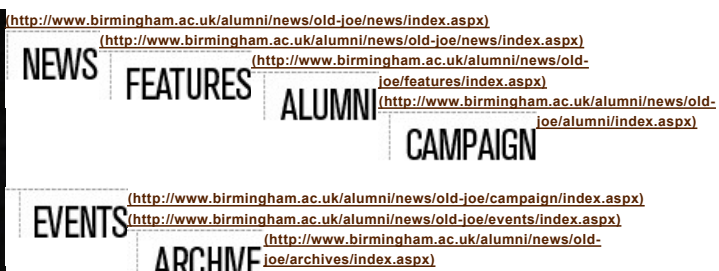 (http://www.birmingham.ac.uk/alumni/news/old-joe/news/index.aspx)
NEWS
(http://www.birmingham.ac.uk/alumni/news/old-joe/news/index.aspx)
FEATURES
(http://www.birmingham.ac.uk/alumni/news/old-
joe/features/index.aspx)
ALUMNI
(http://www.birmingham.ac.uk/alumni/news/old-
joe/alumni/index.aspx)
CAMPAIGN
(http://www.birmingham.ac.uk/alumni/news/old-joe/campaign/index.aspx)
EVENTS
(http://www.birmingham.ac.uk/alumni/news/old-joe/events/index.aspx)
ARCHIVE
(http://www.birmingham.ac.uk/alumni/news/old-
joe/archives/index.aspx)